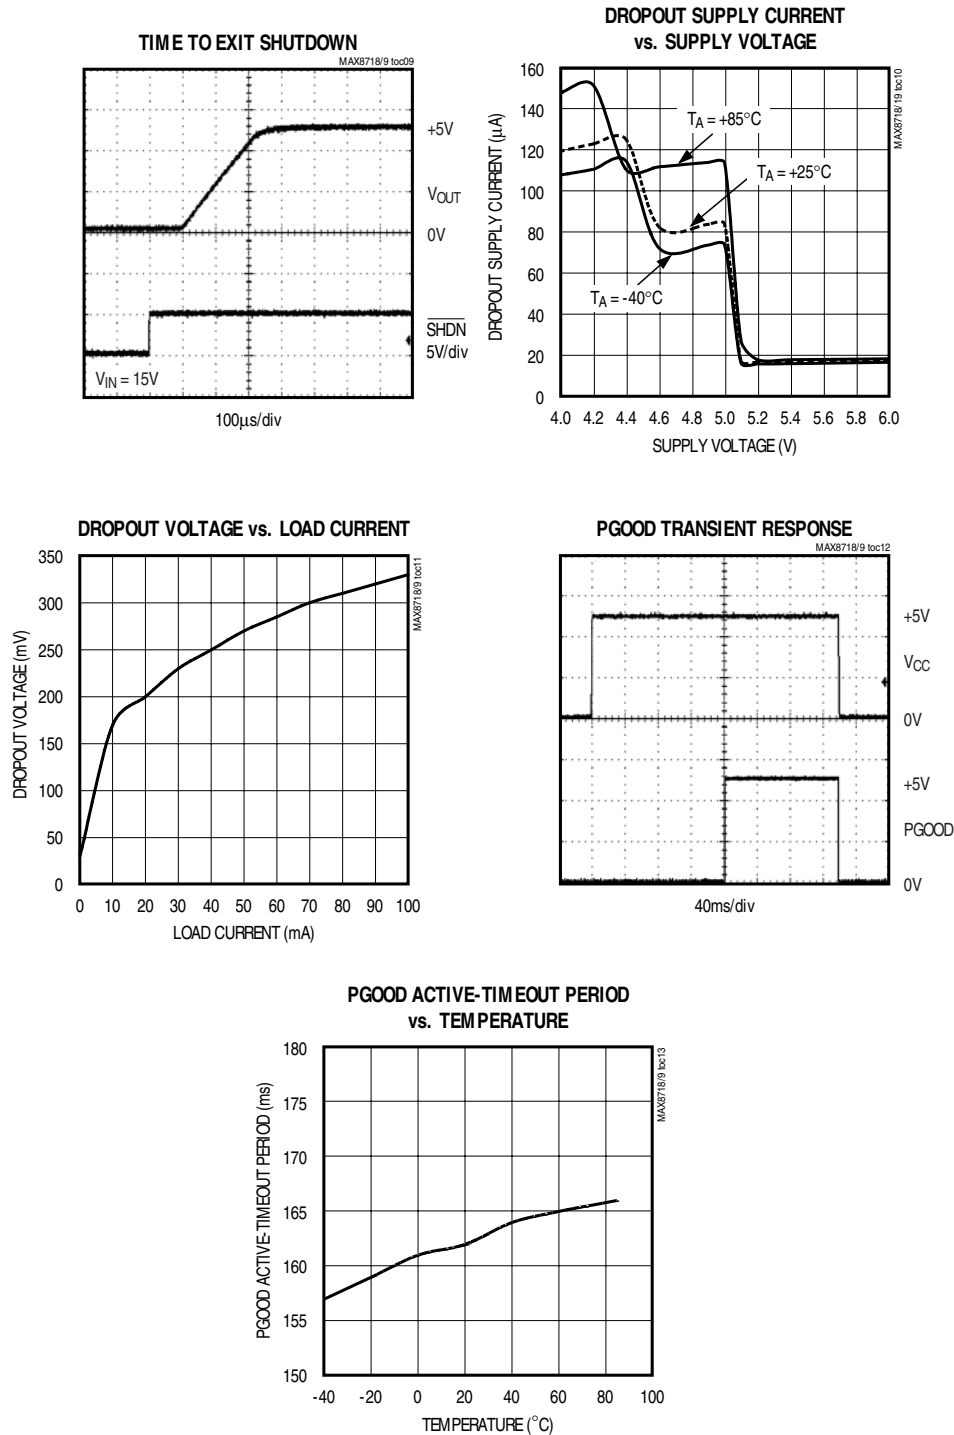 TIME TO EXIT SHUTDOWN
MAX8718/9 toc09
+5V
VOUT
0V
SHDN
5V/div
VIN = 15V
100µs/div
DROPOUT SUPPLY CURRENT
vs. SUPPLY VOLTAGE
MAX8718/19 toc10
DROPOUT SUPPLY CURRENT (µA)
160
140
120
100
80
60
40
20
0
TA = +85°C
TA = +25°C
TA = -40°C
4.0 4.2 4.4 4.6 4.8 5.0 5.2 5.4 5.6 5.8 6.0
SUPPLY VOLTAGE (V)
DROPOUT VOLTAGE vs. LOAD CURRENT
MAX8718/9 toc11
DROPOUT VOLTAGE (mV)
350
300
250
200
150
100
50
0
0 10 20 30 40 50 60 70 80 90 100
LOAD CURRENT (mA)
PGOOD TRANSIENT RESPONSE
MAX8718/9 toc12
+5V
VCC
0V
+5V
PGOOD
0V
40ms/div
PGOOD ACTIVE-TIMEOUT PERIOD
vs. TEMPERATURE
MAX8718/9 toc13
PGOOD ACTIVE-TIMEOUT PERIOD (ms)
180
175
170
165
160
155
150
-40 -20 0 20 40 60 80 100
TEMPERATURE (°C)